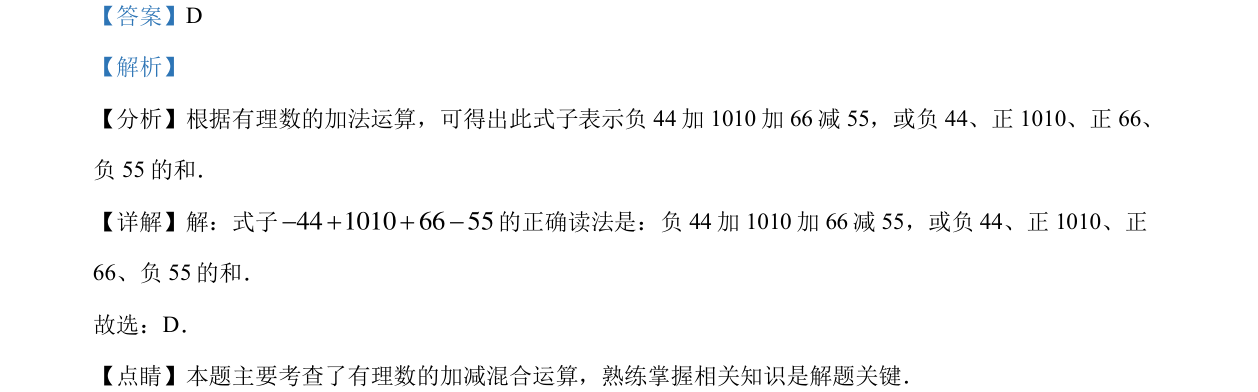 【答案】D
【解析】
【分析】根据有理数的加法运算，可得出此式子表示负 44 加 1010 加 66 减 55，或负 44、正 1010、正 66、
负 55 的和．
【详解】解：式子 −44+1010+66−55 的正确读法是：负 44 加 1010 加 66 减 55，或负 44、正 1010、正
66、负 55 的和．
故选：D．
【点睛】本题主要考查了有理数的加减混合运算，熟练掌握相关知识是解题关键．